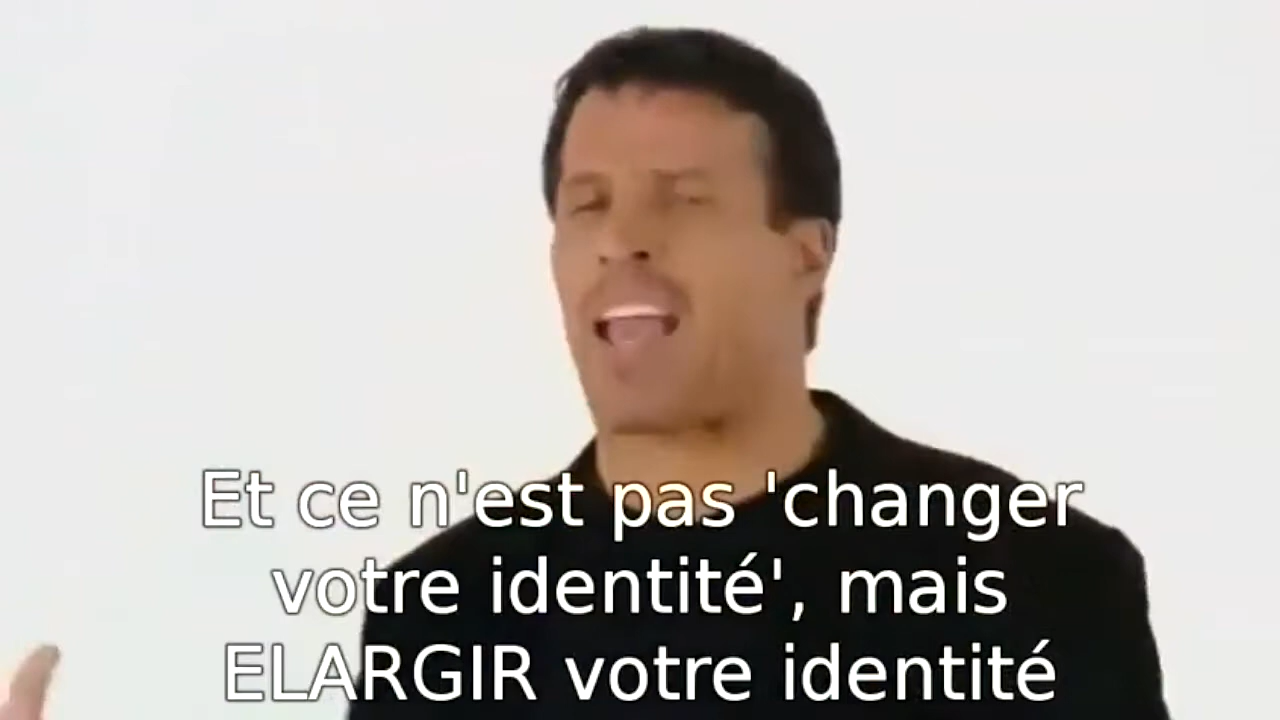 Et ce n'est pas 'changer
votre identité', mais
ELARGIR votre identité